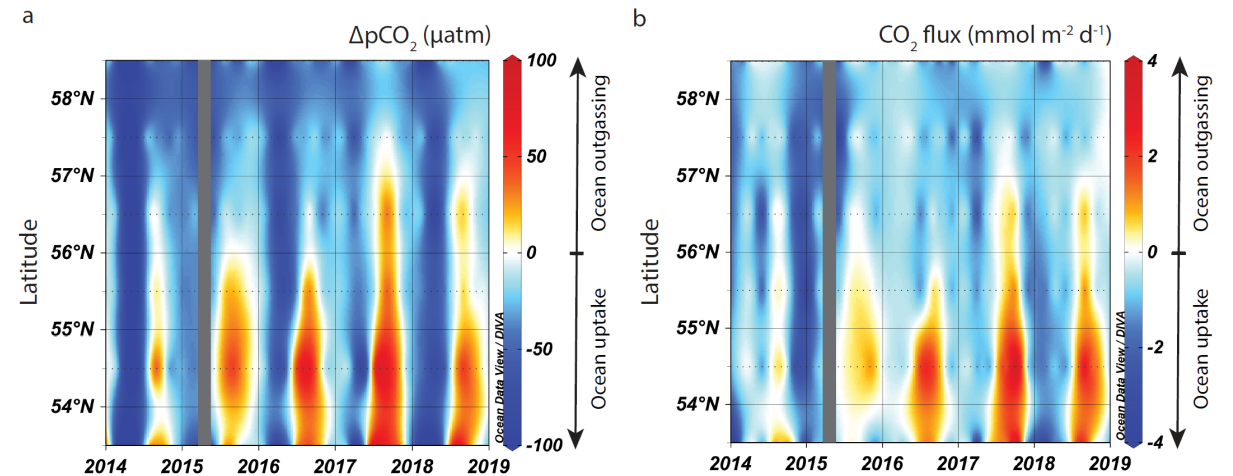 a
ΔpCO₂ (µatm)
58°N
57°N
56°N
55°N
54°N
Latitude
2014 2015 2016 2017 2018 2019
100
50
0
-50
-100
Ocean Data View / DIVA
Ocean outgassing
Ocean uptake
b
CO₂ flux (mmol m⁻² d⁻¹)
58°N
57°N
56°N
55°N
54°N
Latitude
2014 2015 2016 2017 2018 2019
4
2
0
-2
-4
Ocean Data View / DIVA
Ocean outgassing
Ocean uptake